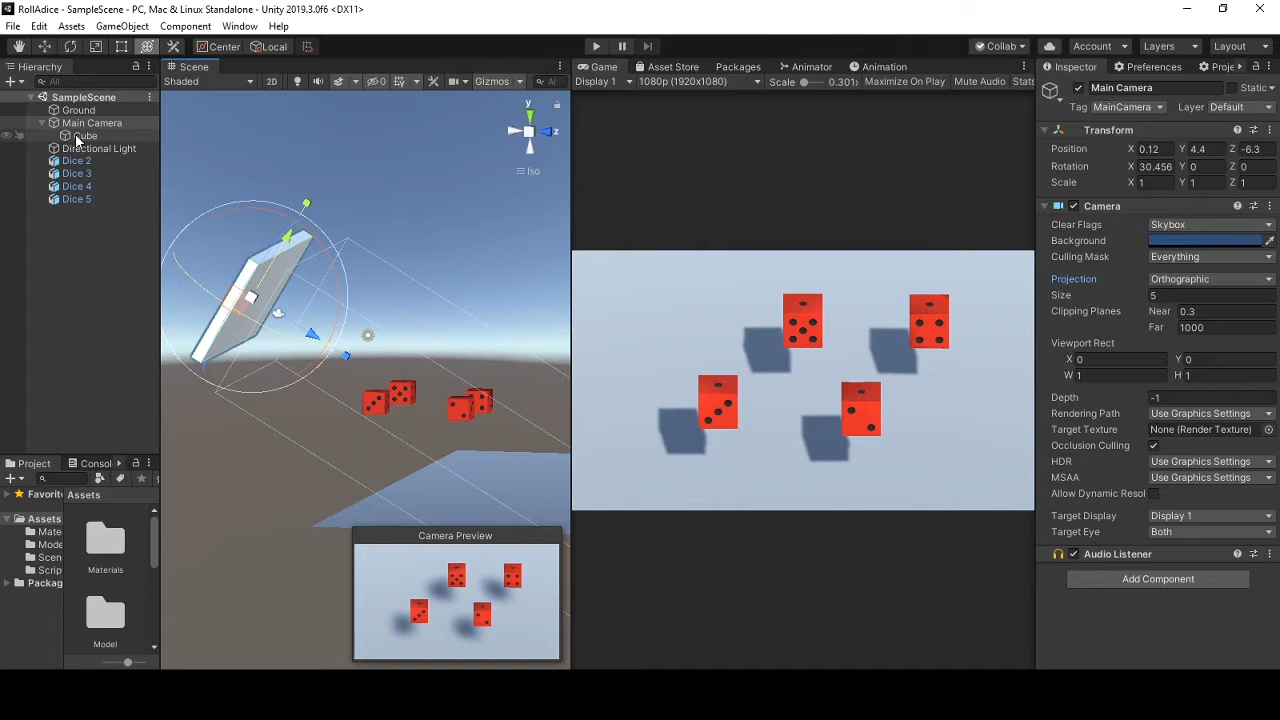 RollAdice - SampleScene - PC, Mac & Linux Standalone - Unity 2019.3.0f6 <DX11>
File Edit Assets GameObject Component Window Help
Center Local Collab Account Layers Layout
Hierarchy
All
SampleScene
Ground
Main Camera
Cube
Directional Light
Dice 2
Dice 3
Dice 4
Dice 5
Project Consol
Favorit
Assets
Mate
Mode
Scen
Scrip
Packag
Assets
Materials
Model
Scene
Shaded 2D 0 Gizmos Al
y
z
Iso
Camera Preview
Game Asset Store Packages Animator Animation
Display 1 1080p (1920x1080) Scale 0.301) Maximize On Play Mute Audio Stats
Inspector Preferences Proje
Main Camera Static
Tag MainCamera Layer Default
Transform
Position X 0.12 Y 4.4 Z -6.3
Rotation X 30.456 Y 0 Z 0
Scale X 1 Y 1 Z 1
Camera
Clear Flags Skybox
Background
Culling Mask Everything
Projection Orthographic
Size 5
Clipping Planes Near 0.3
Far 1000
Viewport Rect
X 0 Y 0
W 1 H 1
Depth -1
Rendering Path Use Graphics Settings
Target Texture None (Render Texture)
Occlusion Culling
HDR Use Graphics Settings
MSAA Use Graphics Settings
Allow Dynamic Resol
Target Display Display 1
Target Eye Both
Audio Listener
Add Component